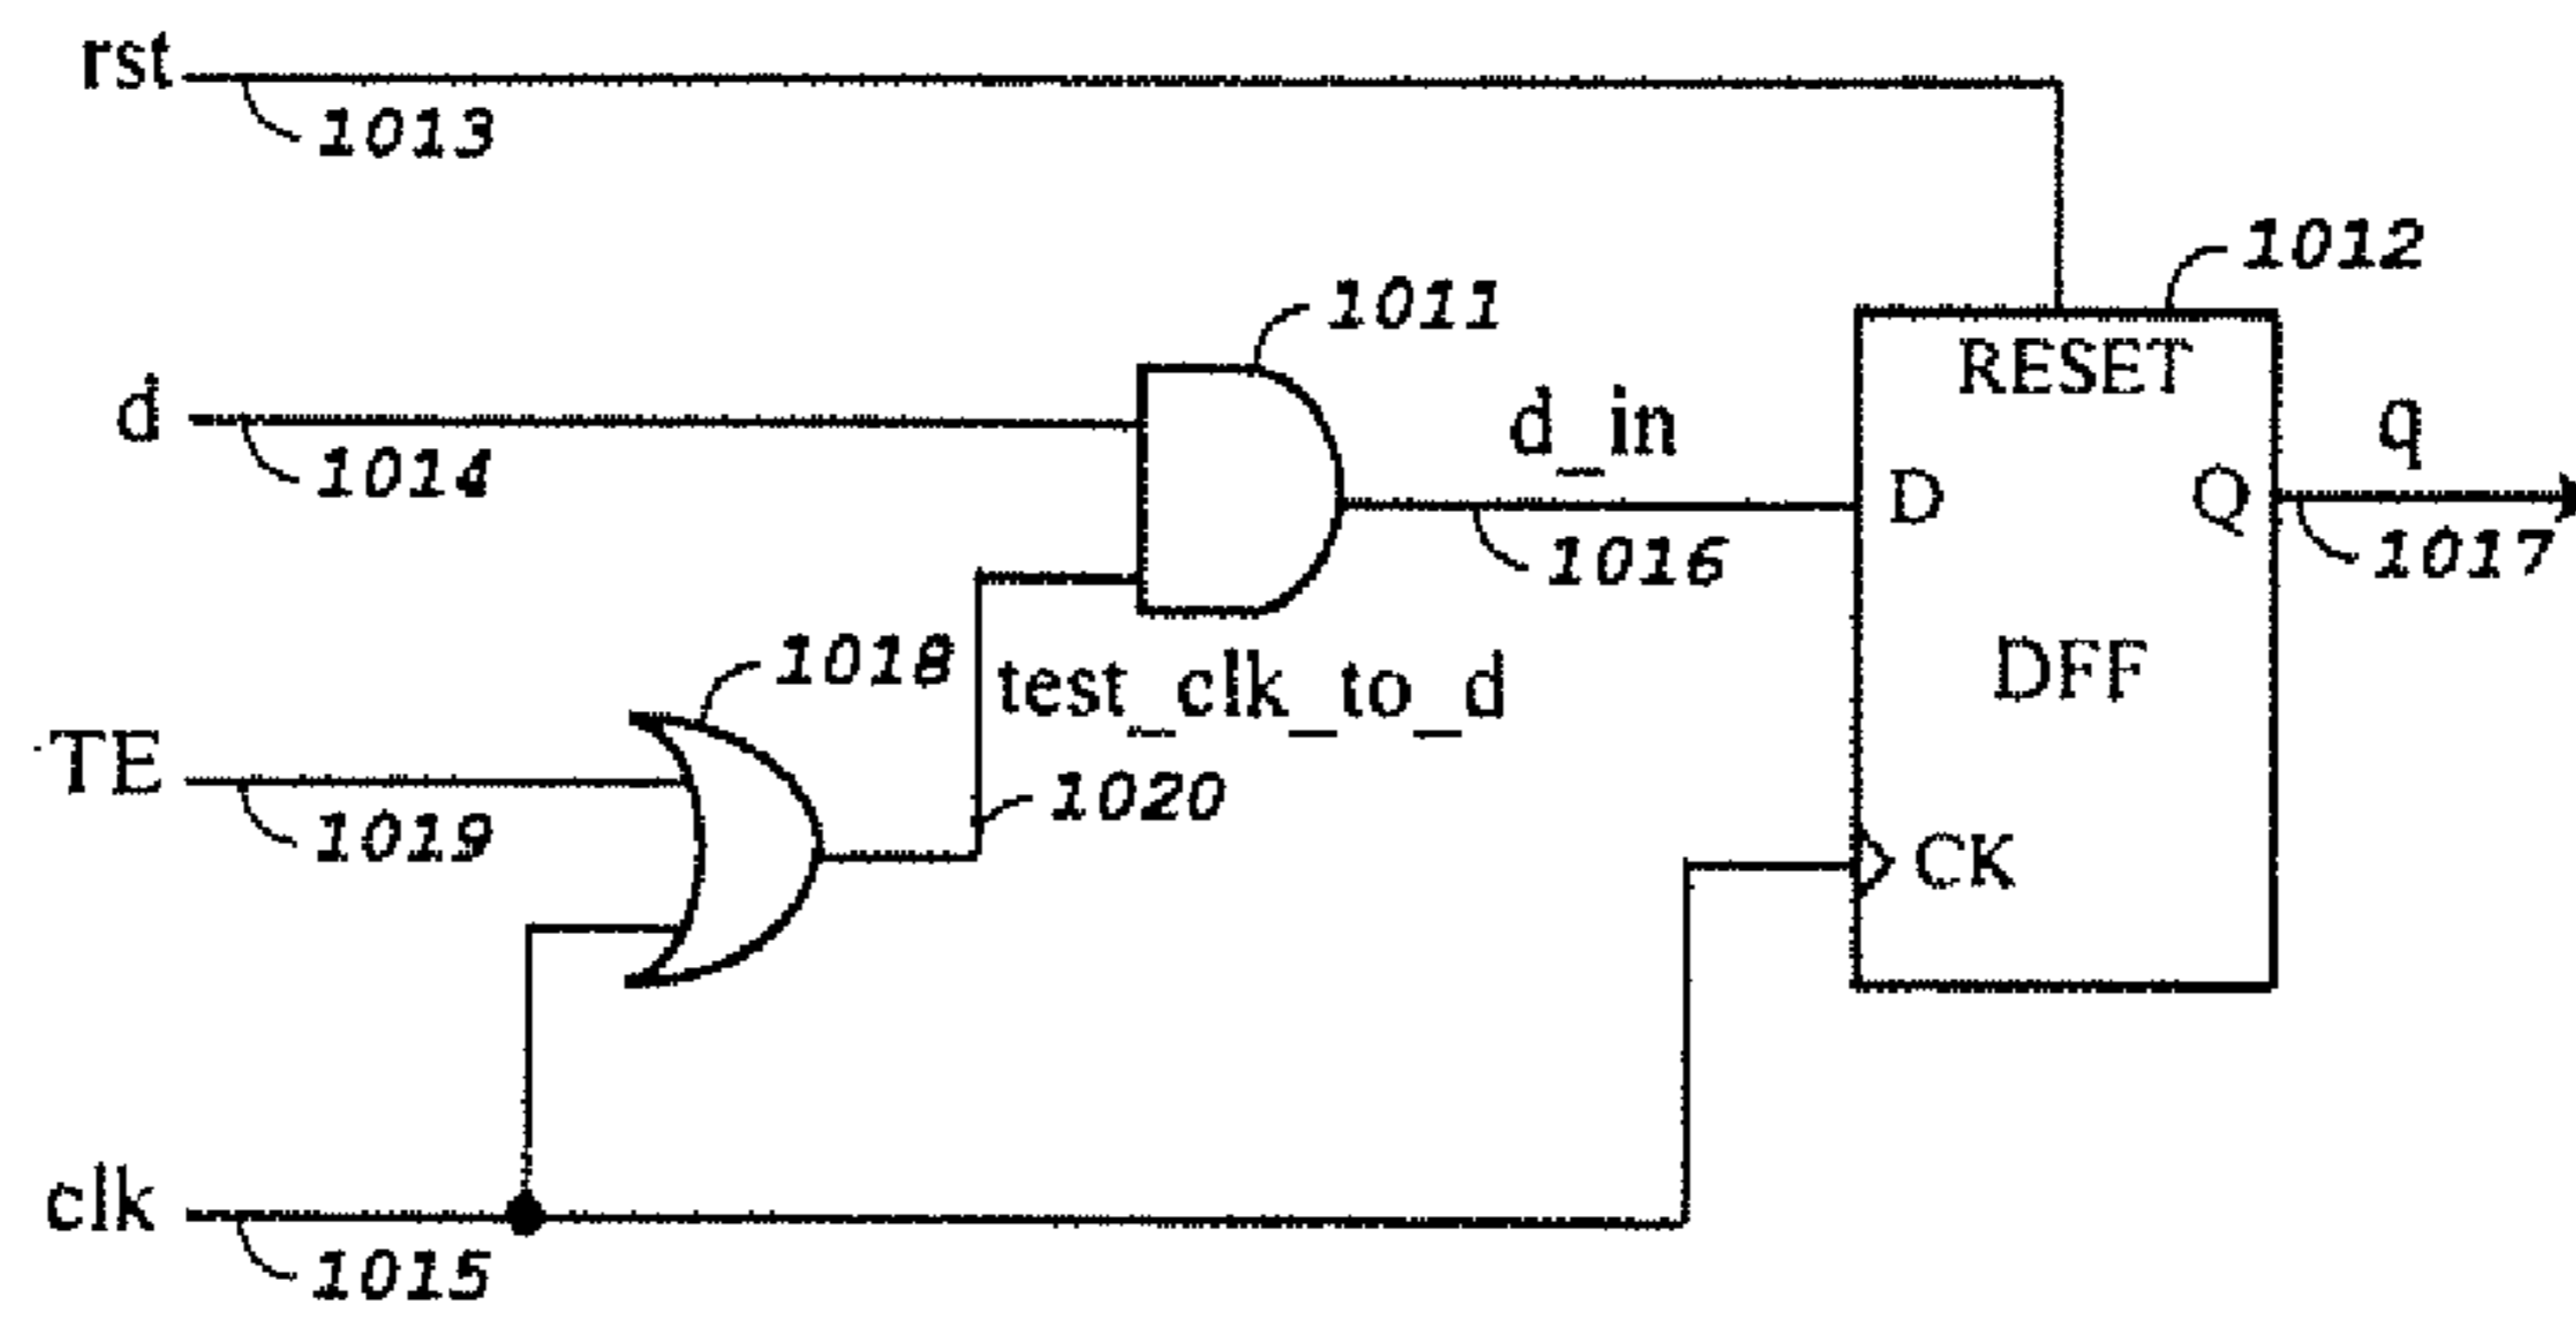 rst
1013
1012
1011
RESET
d
1014
d_in
q
D
Q
1016
1017
1018
test_clk_to_d
DFF
TE
1019
1020
CK
clk
1015